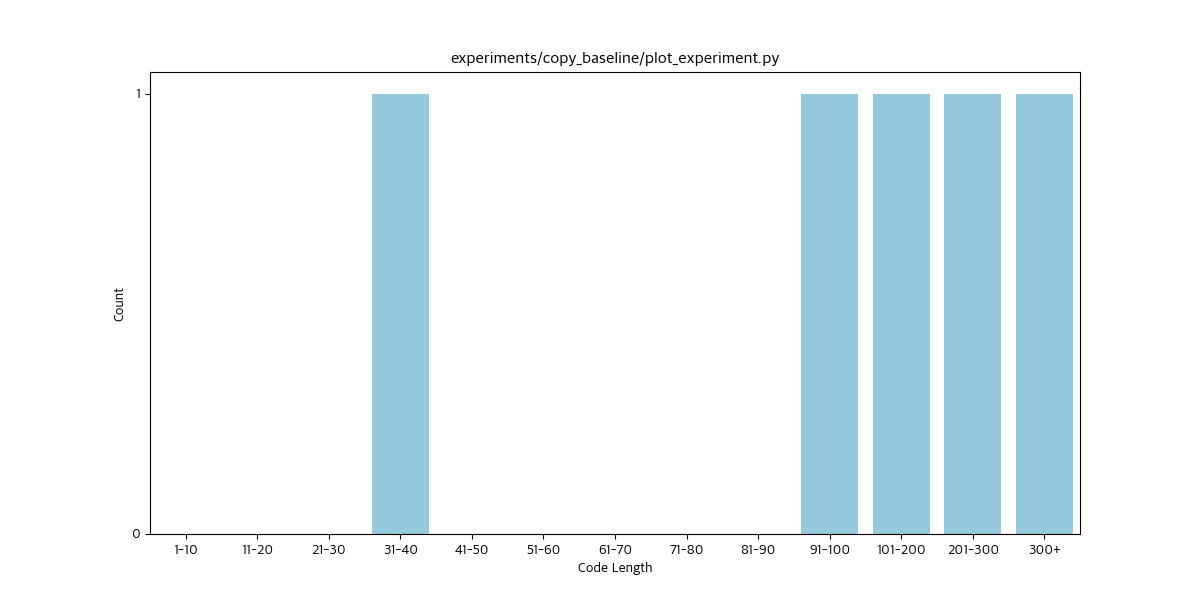 experiments/copy_baseline/plot_experiment.py
1
Count
0
1-10 11-20 21-30 31-40 41-50 51-60 61-70 71-80 81-90 91-100 101-200 201-300 300+
Code Length